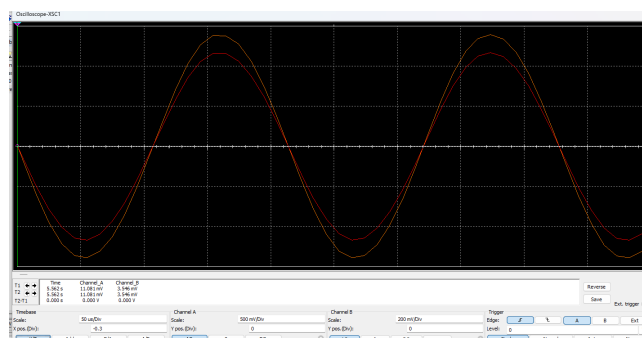 Oscilloscope-XSC1
Time Channel_A Channel_B
T1 5.362 s 11.081 mV 3.546 mV
T2 5.362 s 11.081 mV 3.546 mV
T2-T1 0.000 s 0.000 V 0.000 V
Reverse
Save
Ext. trigger
Timebase Channel A Channel B Trigger
Scale: 50 us/Div Scale: 500 mV/Div Scale: 200 mV/Div Edge: A B Ext
X pos.(Div): -0.3 Y pos.(Div): 0 Y pos.(Div): 0 Level: 0